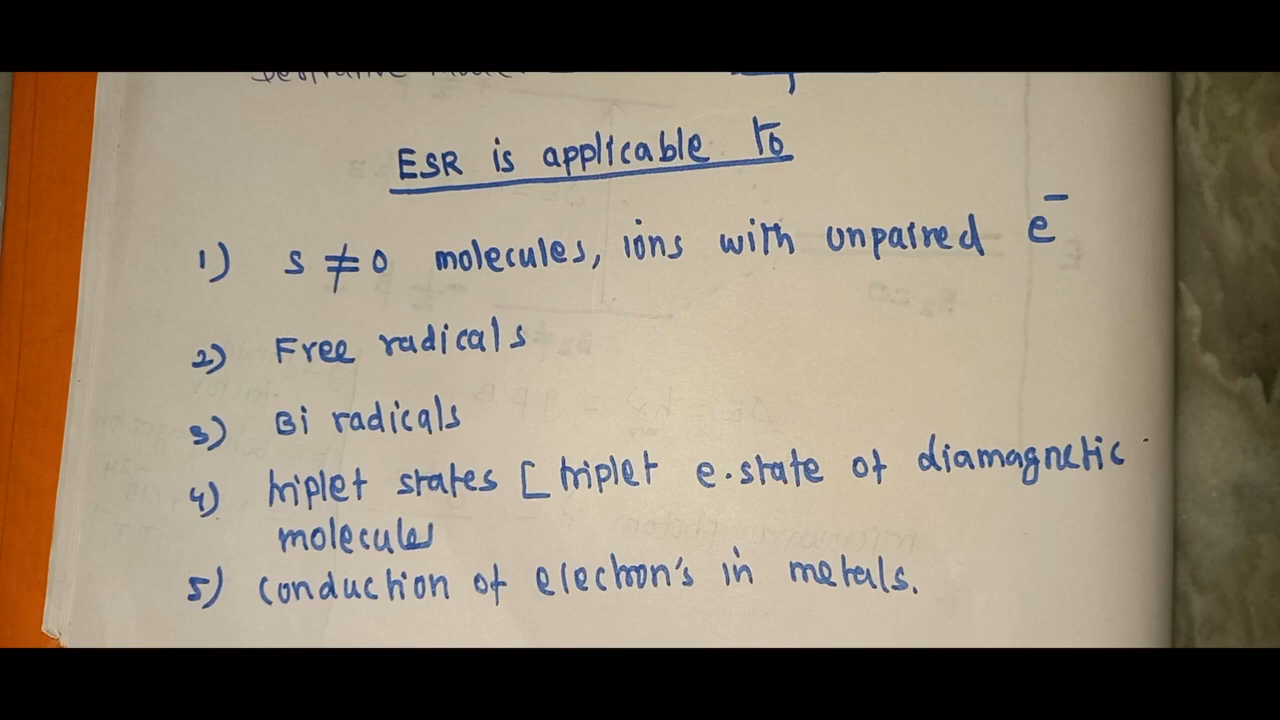 ESR is applicable to
1) S ≠ 0 molecules, ions with unpaired e⁻
2) Free radicals
3) Bi radicals
4) triplet states [ triplet e.state of diamagnetic
molecules
5) conduction of electron's in metals.